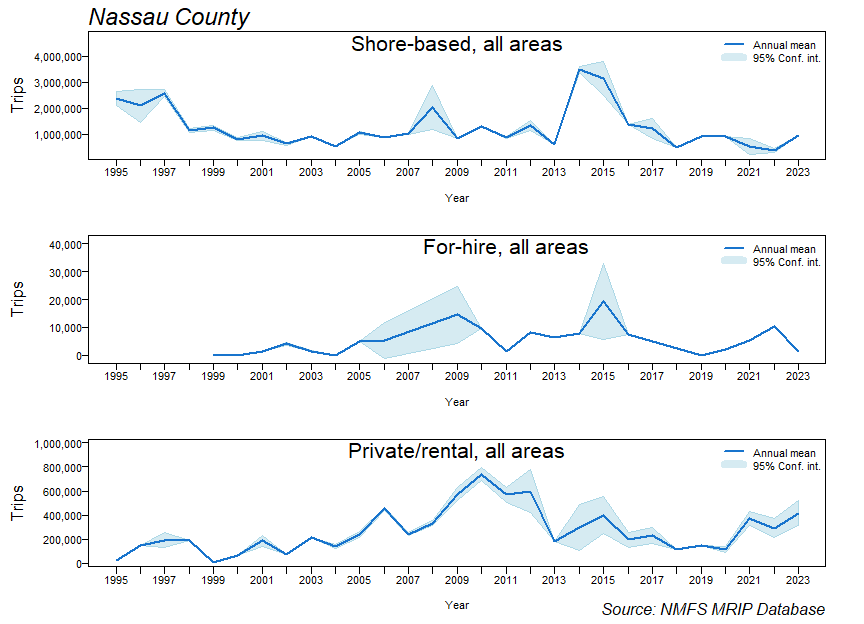 Nassau County
Shore-based, all areas
Annual mean
95% Conf. int.
Trips
4,000,000
3,000,000
2,000,000
1,000,000
1995 1997 1999 2001 2003 2005 2007 2009 2011 2013 2015 2017 2019 2021 2023
Year
For-hire, all areas
Annual mean
95% Conf. int.
Trips
40,000
30,000
20,000
10,000
0
1995 1997 1999 2001 2003 2005 2007 2009 2011 2013 2015 2017 2019 2021 2023
Year
Private/rental, all areas
Annual mean
95% Conf. int.
Trips
1,000,000
800,000
600,000
400,000
200,000
0
1995 1997 1999 2001 2003 2005 2007 2009 2011 2013 2015 2017 2019 2021 2023
Year
Source: NMFS MRIP Database